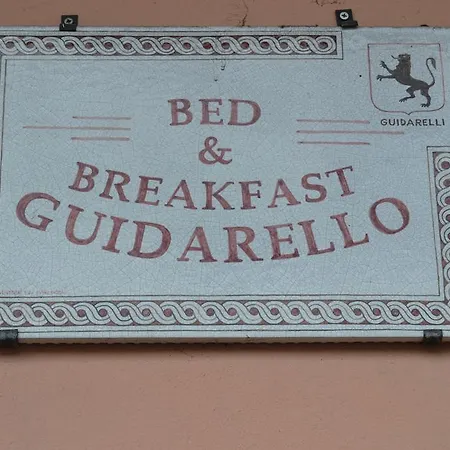 BED
&
BREAKFAST
GUIDARELLO
GUIDARELLI